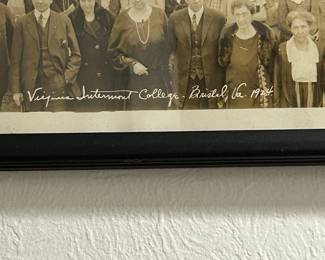 Virginia Intermont College - Bristol, Va. 1924